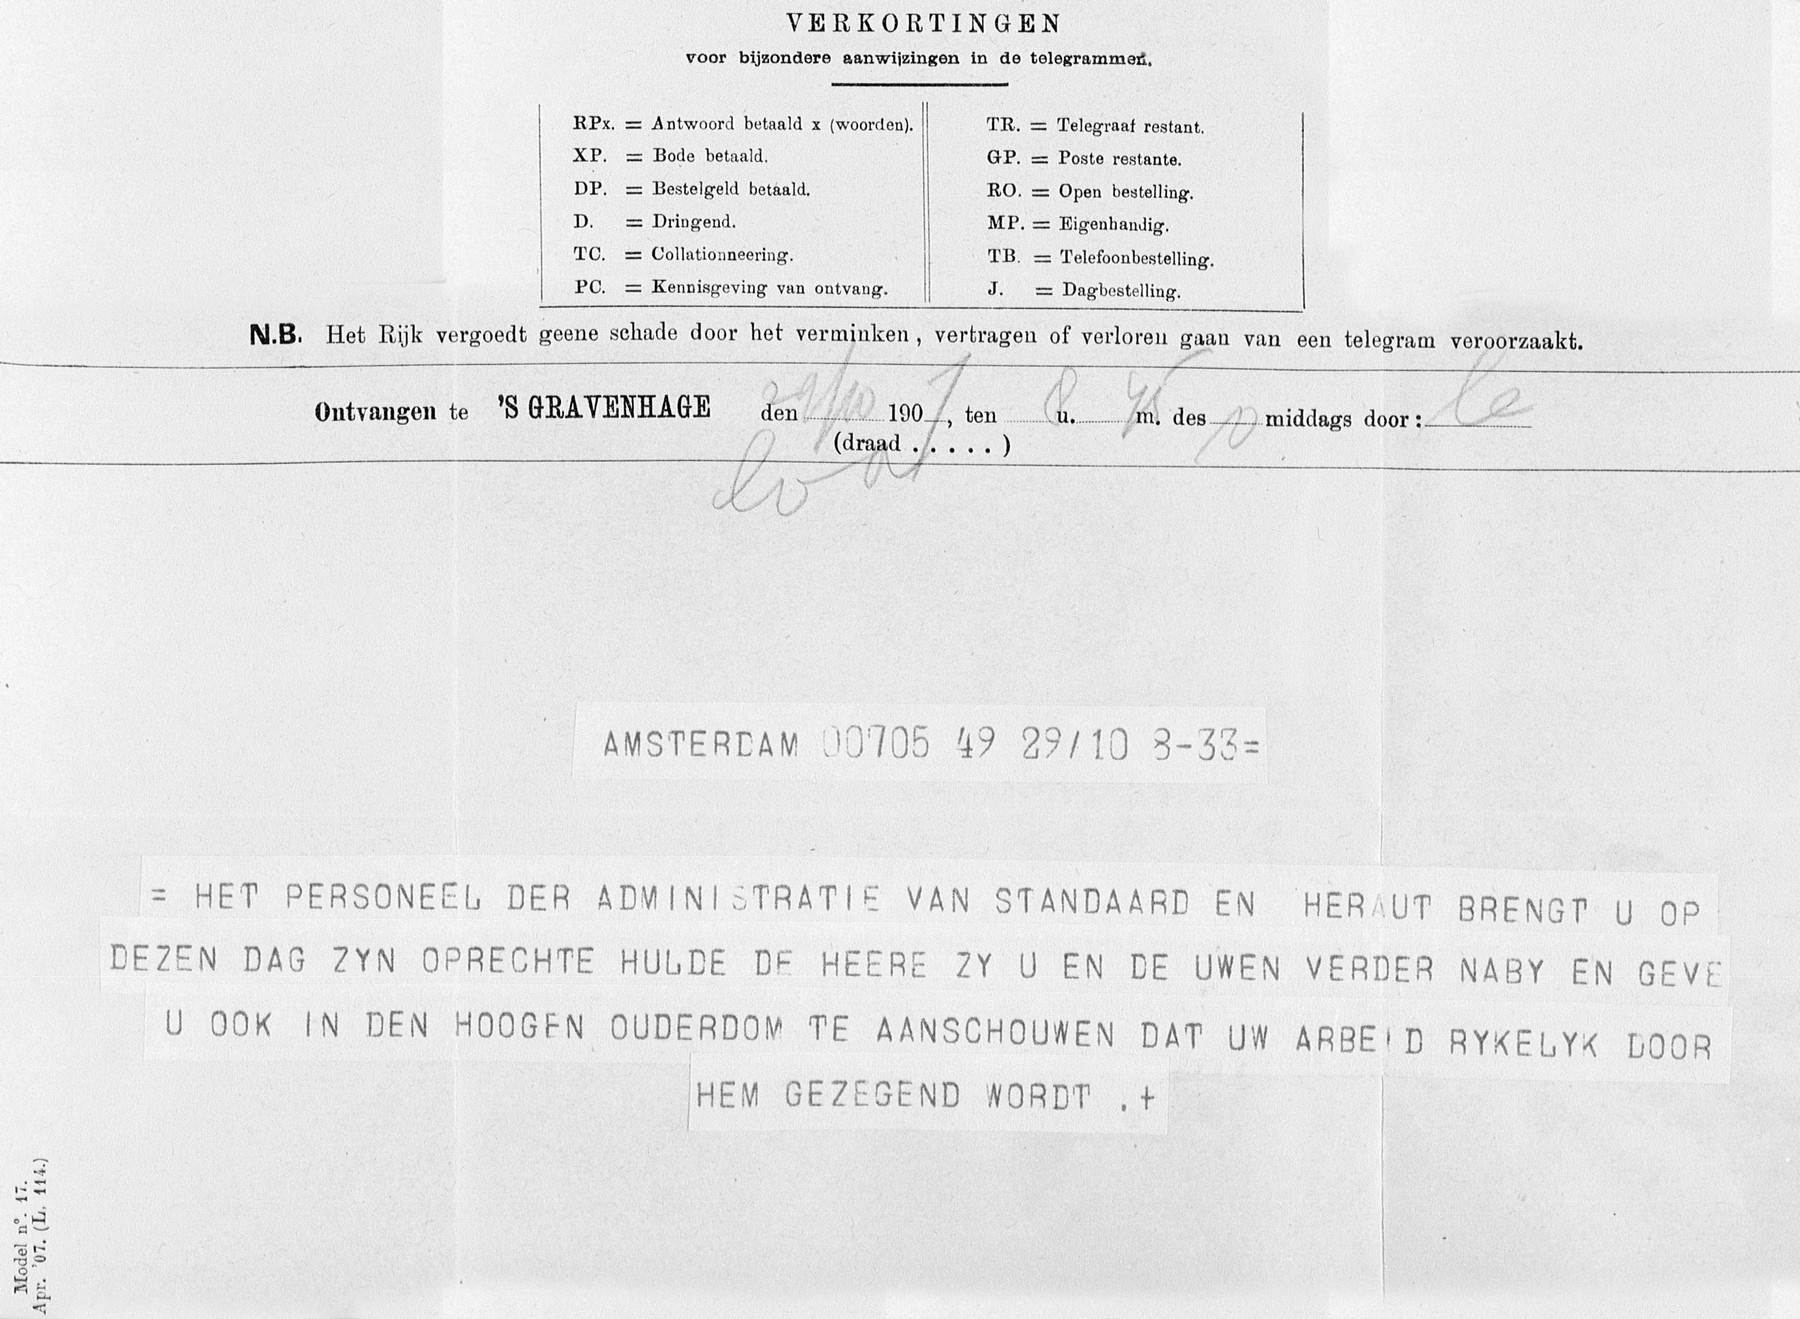 VERKORTINGEN
voor bijzondere aanwijzingen in de telegrammen.
RPx. = Antwoord betaald x (woorden).
XP. = Bode betaald.
DP. = Bestelgeld betaald.
D. = Dringend.
TC. = Collationneering.
PC. = Kennisgeving van ontvang.
TR. = Telegraaf restant.
GP. = Poste restante.
RO. = Open bestelling.
MP. = Eigenhandig.
TB. = Telefoonbestelling.
J. = Dagbestelling.
N.B. Het Rijk vergoedt geene schade door het verminken, vertragen of verloren gaan van een telegram veroorzaakt.
Ontvangen te 'S GRAVENHAGE den 29/10 1907, ten 8 u. 45 m. des middags door:
(draad . . . . . )
AMSTERDAM 00705 49 29/10 8-33=
= HET PERSONEEL DER ADMINISTRATIE VAN STANDAARD EN HERAUT BRENGT U OP
DEZEN DAG ZYN OPRECHTE HULDE DE HEERE ZY U EN DE UWEN VERDER NABY EN GEVE
U OOK IN DEN HOOGEN OUDERDOM TE AANSCHOUWEN DAT UW ARBEID RYKELYK DOOR
HEM GEZEGEND WORDT .+
Model n°. 17.
Apr. '07. (L. 114.)